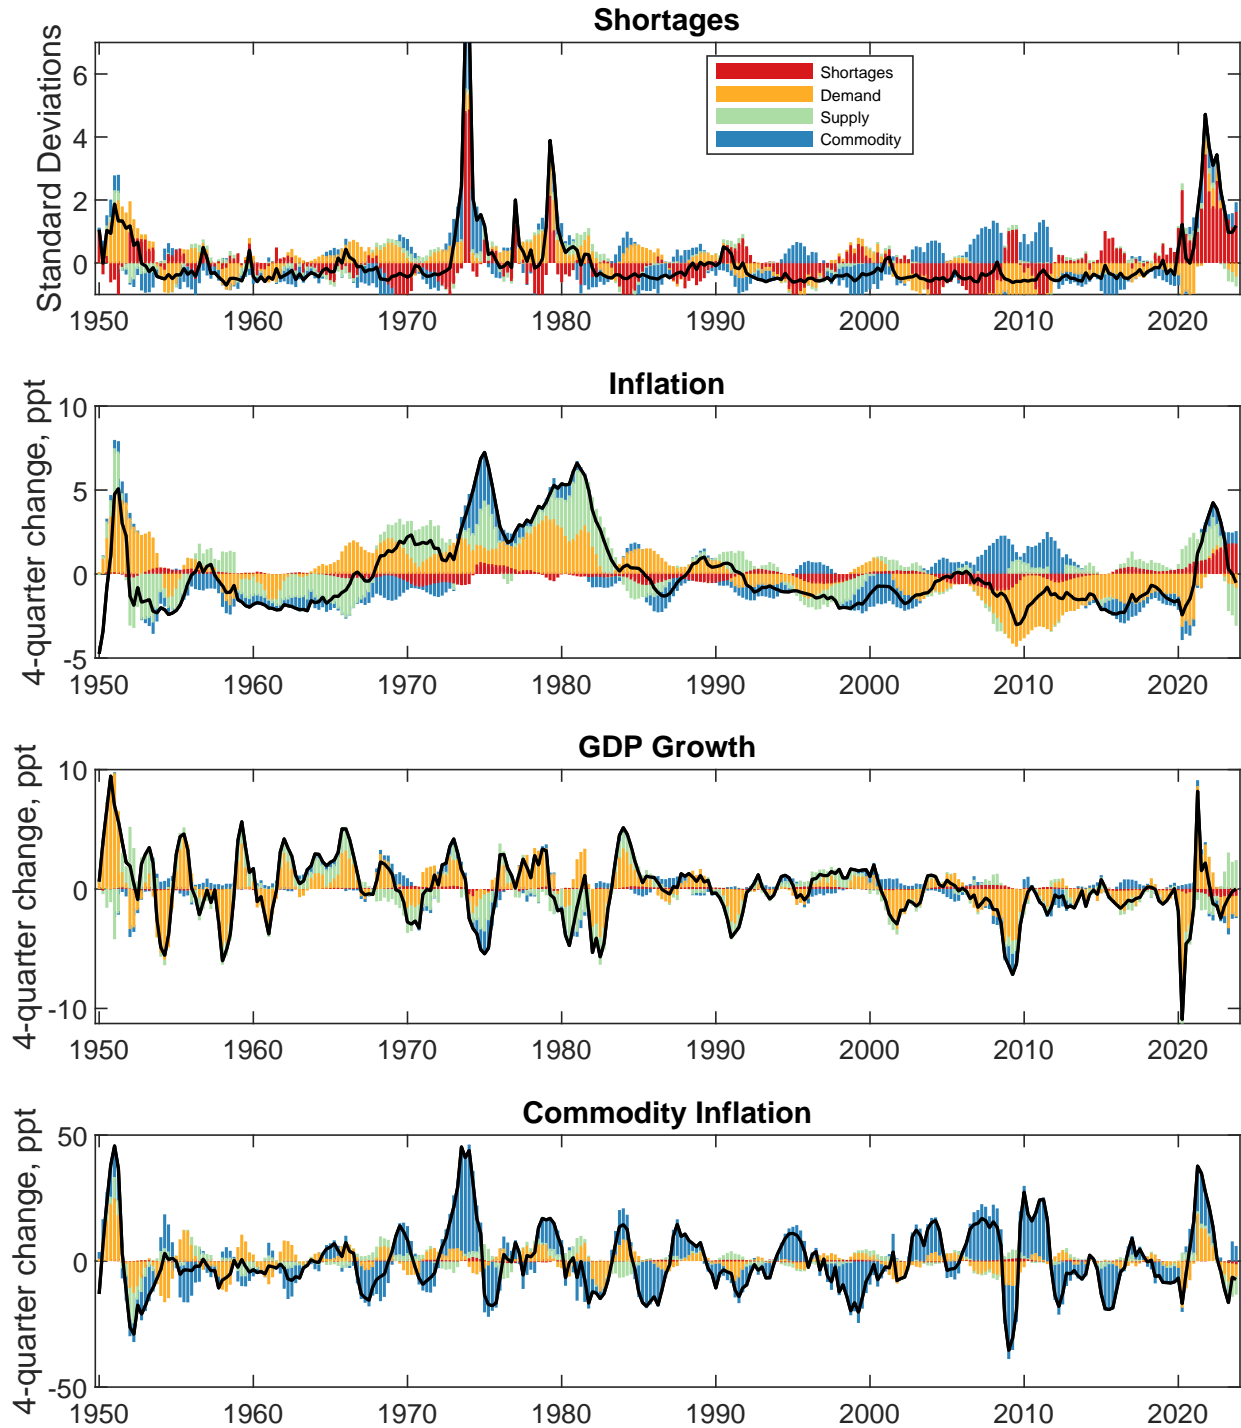 Shortages
Standard Deviations
6
4
2
0
Shortages
Demand
Supply
Commodity
1950 1960 1970 1980 1990 2000 2010 2020
Inflation
4-quarter change, ppt
10
5
0
-5
1950 1960 1970 1980 1990 2000 2010 2020
GDP Growth
4-quarter change, ppt
10
0
-10
1950 1960 1970 1980 1990 2000 2010 2020
Commodity Inflation
4-quarter change, ppt
50
0
-50
1950 1960 1970 1980 1990 2000 2010 2020